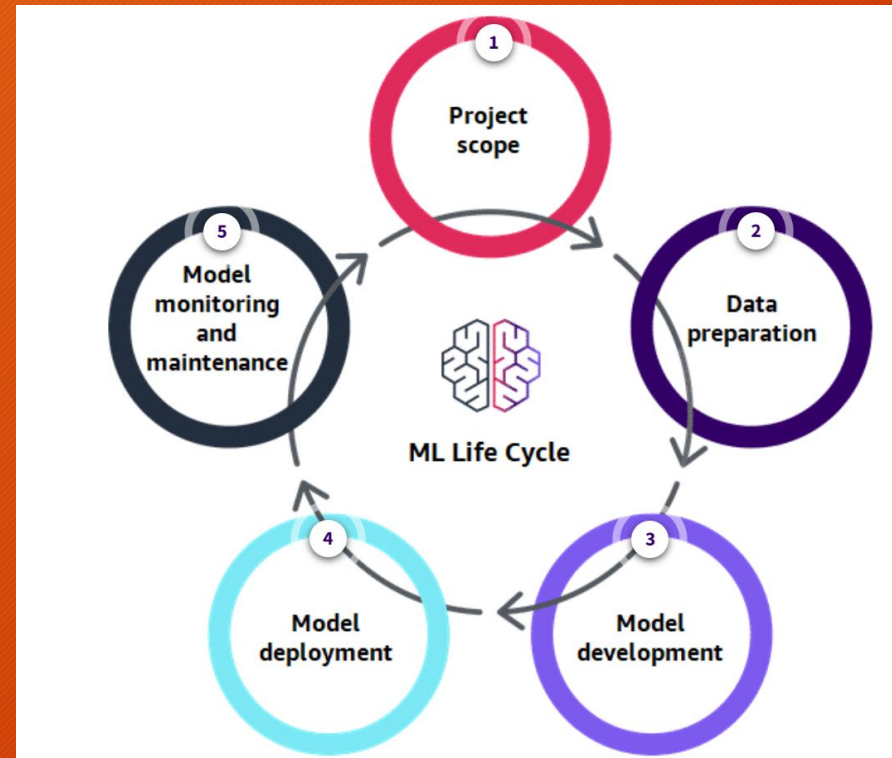 1
Project
scope
2
Data
preparation
3
Model
development
4
Model
deployment
5
Model
monitoring
and
maintenance
ML Life Cycle